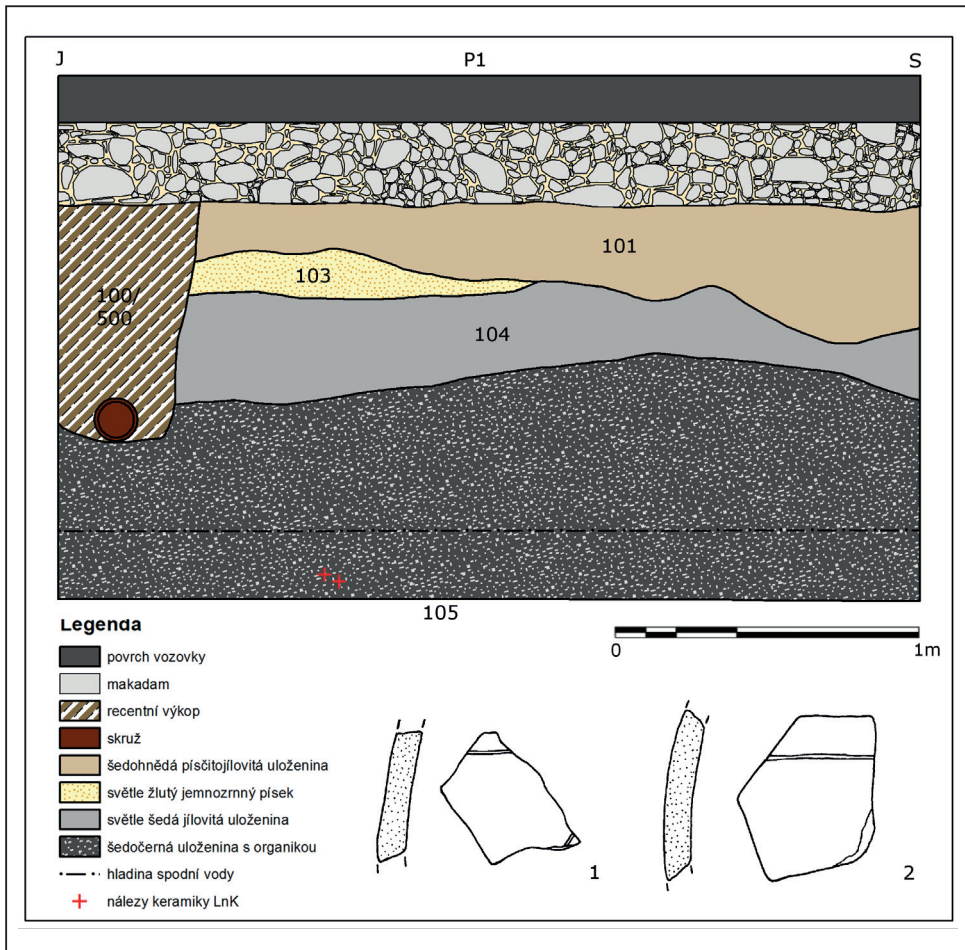 J P1 S
101
103
100/
500
104
105
Legenda
povrch vozovky
makadam
recentní výkop
skruž
šedohnědá písčitojílovitá uloženina
světle žlutý jemnozrnný písek
světle šedá jílovitá uloženina
šedočerná uloženina s organikou
hladina spodní vody
nálezy keramiky LnK
0 1m
1 2